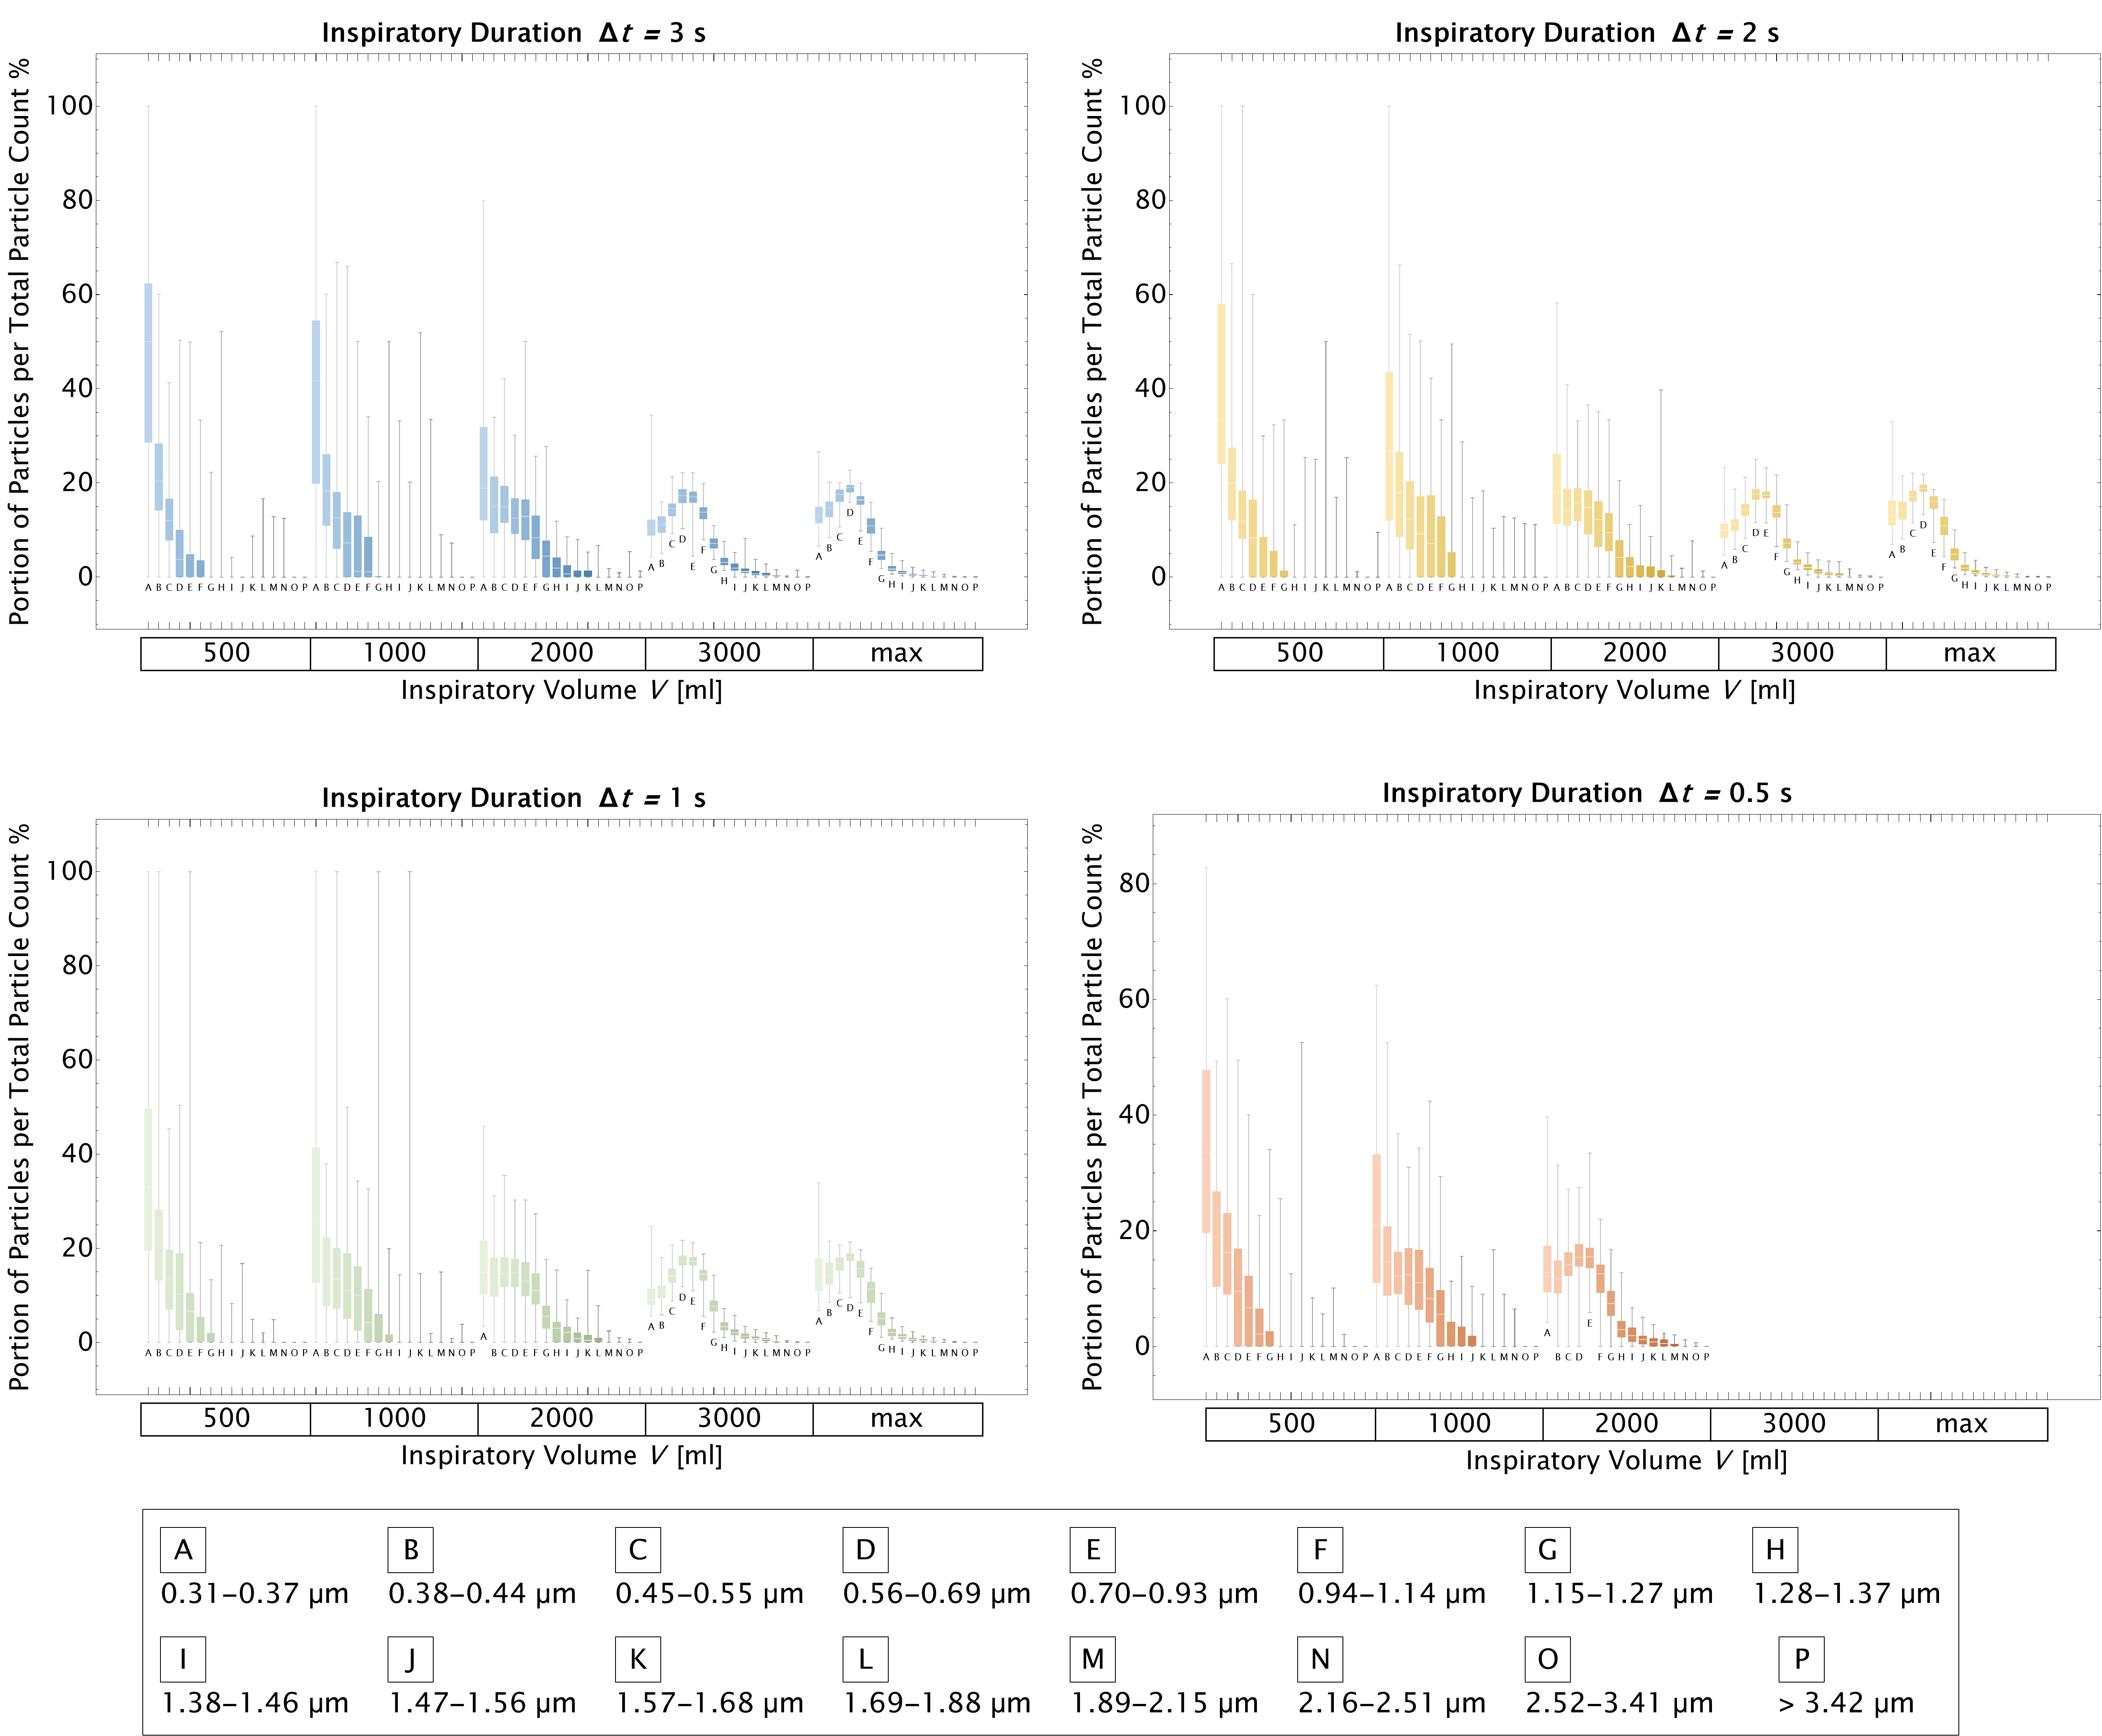 Inspiratory Duration Δt = 3 s
Portion of Particles per Total Particle Count %
100
80
60
40
20
0
A B C D E F G H I J K L M N O P A B C D E F G H I J K L M N O P A B C D E F G H I J K L M N O P A B C D E F G H I J K L M N O P A B C D E F G H I J K L M N O P
500 1000 2000 3000 max
Inspiratory Volume V [ml]
Inspiratory Duration Δt = 2 s
Portion of Particles per Total Particle Count %
100
80
60
40
20
0
A B C D E F G H I J K L M N O P A B C D E F G H I J K L M N O P A B C D E F G H I J K L M N O P A B C D E F G H I J K L M N O P A B C D E F G H I J K L M N O P
500 1000 2000 3000 max
Inspiratory Volume V [ml]
Inspiratory Duration Δt = 1 s
Portion of Particles per Total Particle Count %
100
80
60
40
20
0
A B C D E F G H I J K L M N O P A B C D E F G H I J K L M N O P A B C D E F G H I J K L M N O P A B C D E F G H I J K L M N O P A B C D E F G H I J K L M N O P
500 1000 2000 3000 max
Inspiratory Volume V [ml]
Inspiratory Duration Δt = 0.5 s
Portion of Particles per Total Particle Count %
80
60
40
20
0
A B C D E F G H I J K L M N O P A B C D E F G H I J K L M N O P A B C D E F G H I J K L M N O P
500 1000 2000 3000 max
Inspiratory Volume V [ml]
A B C D E F G H
0.31–0.37 µm 0.38–0.44 µm 0.45–0.55 µm 0.56–0.69 µm 0.70–0.93 µm 0.94–1.14 µm 1.15–1.27 µm 1.28–1.37 µm
I J K L M N O P
1.38–1.46 µm 1.47–1.56 µm 1.57–1.68 µm 1.69–1.88 µm 1.89–2.15 µm 2.16–2.51 µm 2.52–3.41 µm > 3.42 µm